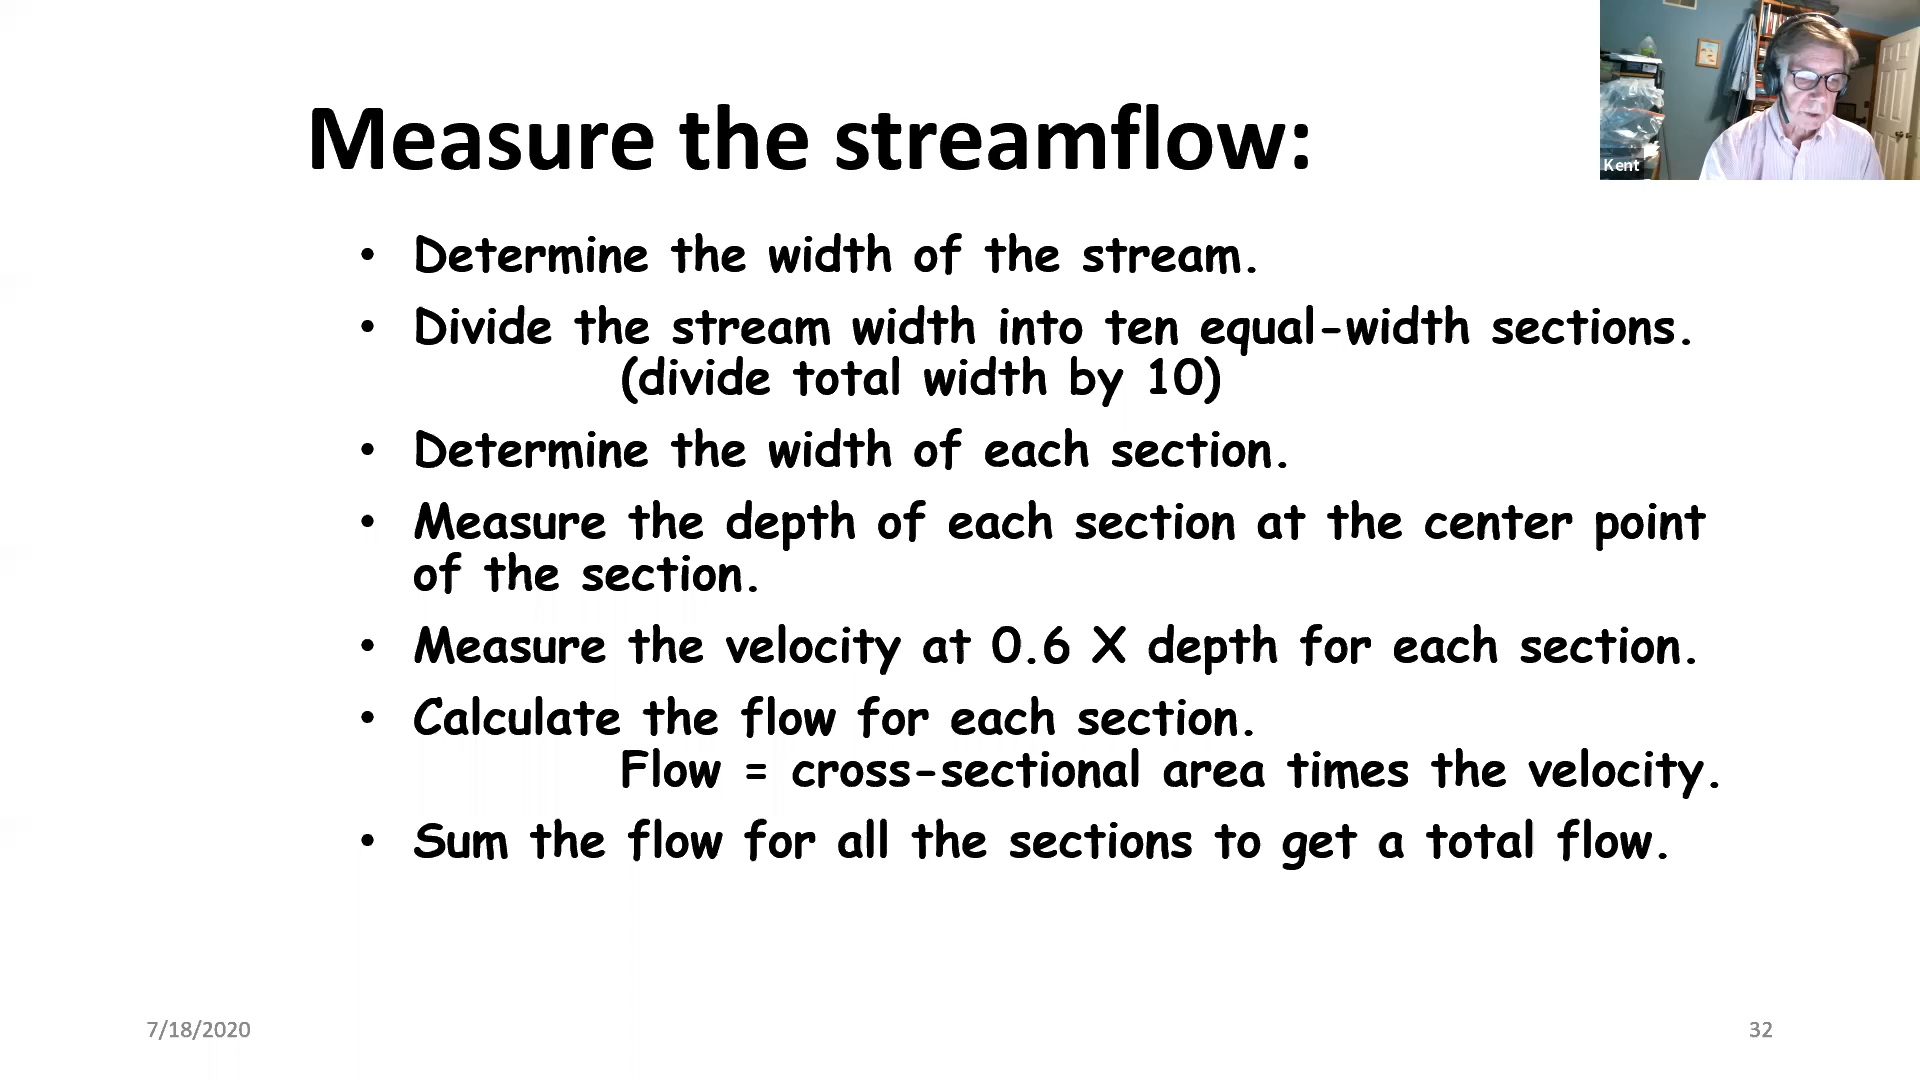 Kent
Measure the streamflow:
• Determine the width of the stream.
• Divide the stream width into ten equal-width sections.
(divide total width by 10)
• Determine the width of each section.
• Measure the depth of each section at the center point
of the section.
• Measure the velocity at 0.6 X depth for each section.
• Calculate the flow for each section.
Flow = cross-sectional area times the velocity.
• Sum the flow for all the sections to get a total flow.
7/18/2020
32